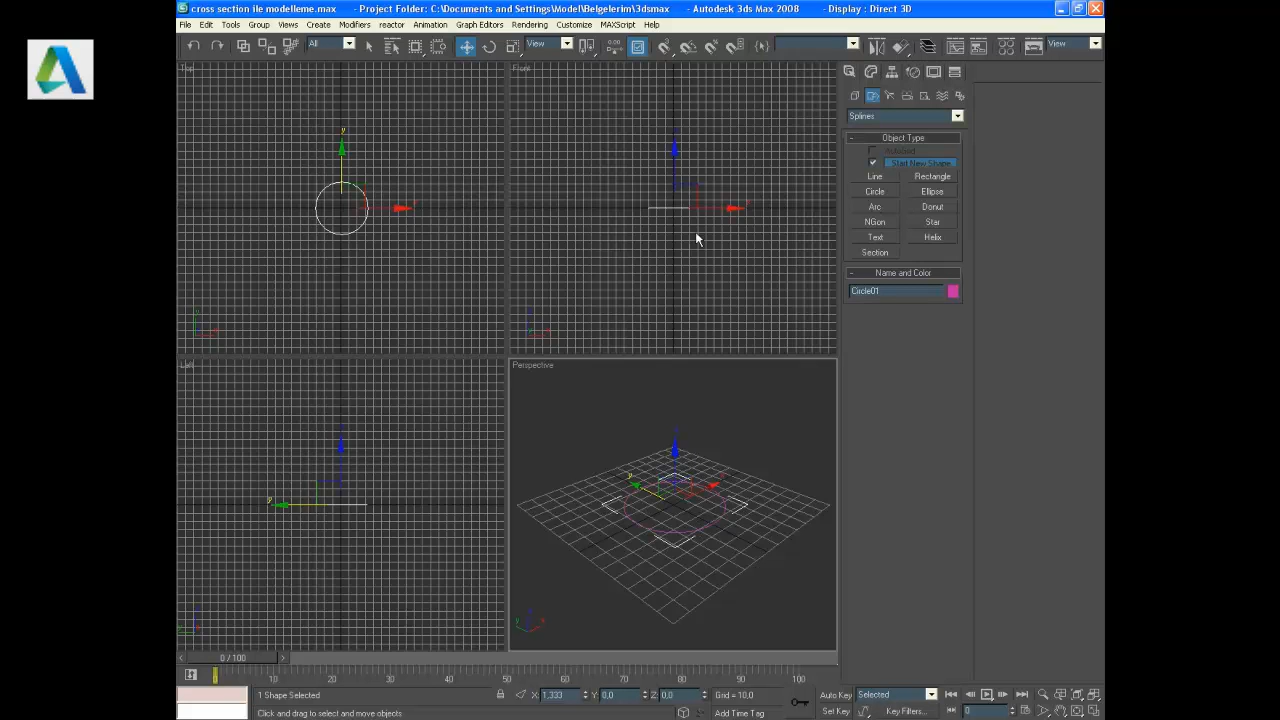 cross section ile modelleme.max - Project Folder: C:\Documents and Settings\Model\Belgelerim\3dsmax - Autodesk 3ds Max 2008 - Display : Direct 3D
File Edit Tools Group Views Create Modifiers reactor Animation Graph Editors Rendering Customize MAXScript Help
All View View
Top
Front
Splines
Object Type
AutoGrid
Start New Shape
Line Rectangle
Circle Ellipse
Arc Donut
NGon Star
Text Helix
Section
Name and Color
Circle01
Left
Perspective
0 / 100
10 20 30 40 50 60 70 80 90 100
1 Shape Selected X: 1,333 Y: 0,0 Z: 0,0 Grid = 10,0 Auto Key Selected
Click and drag to select and move objects Add Time Tag Set Key Key Filters... 0